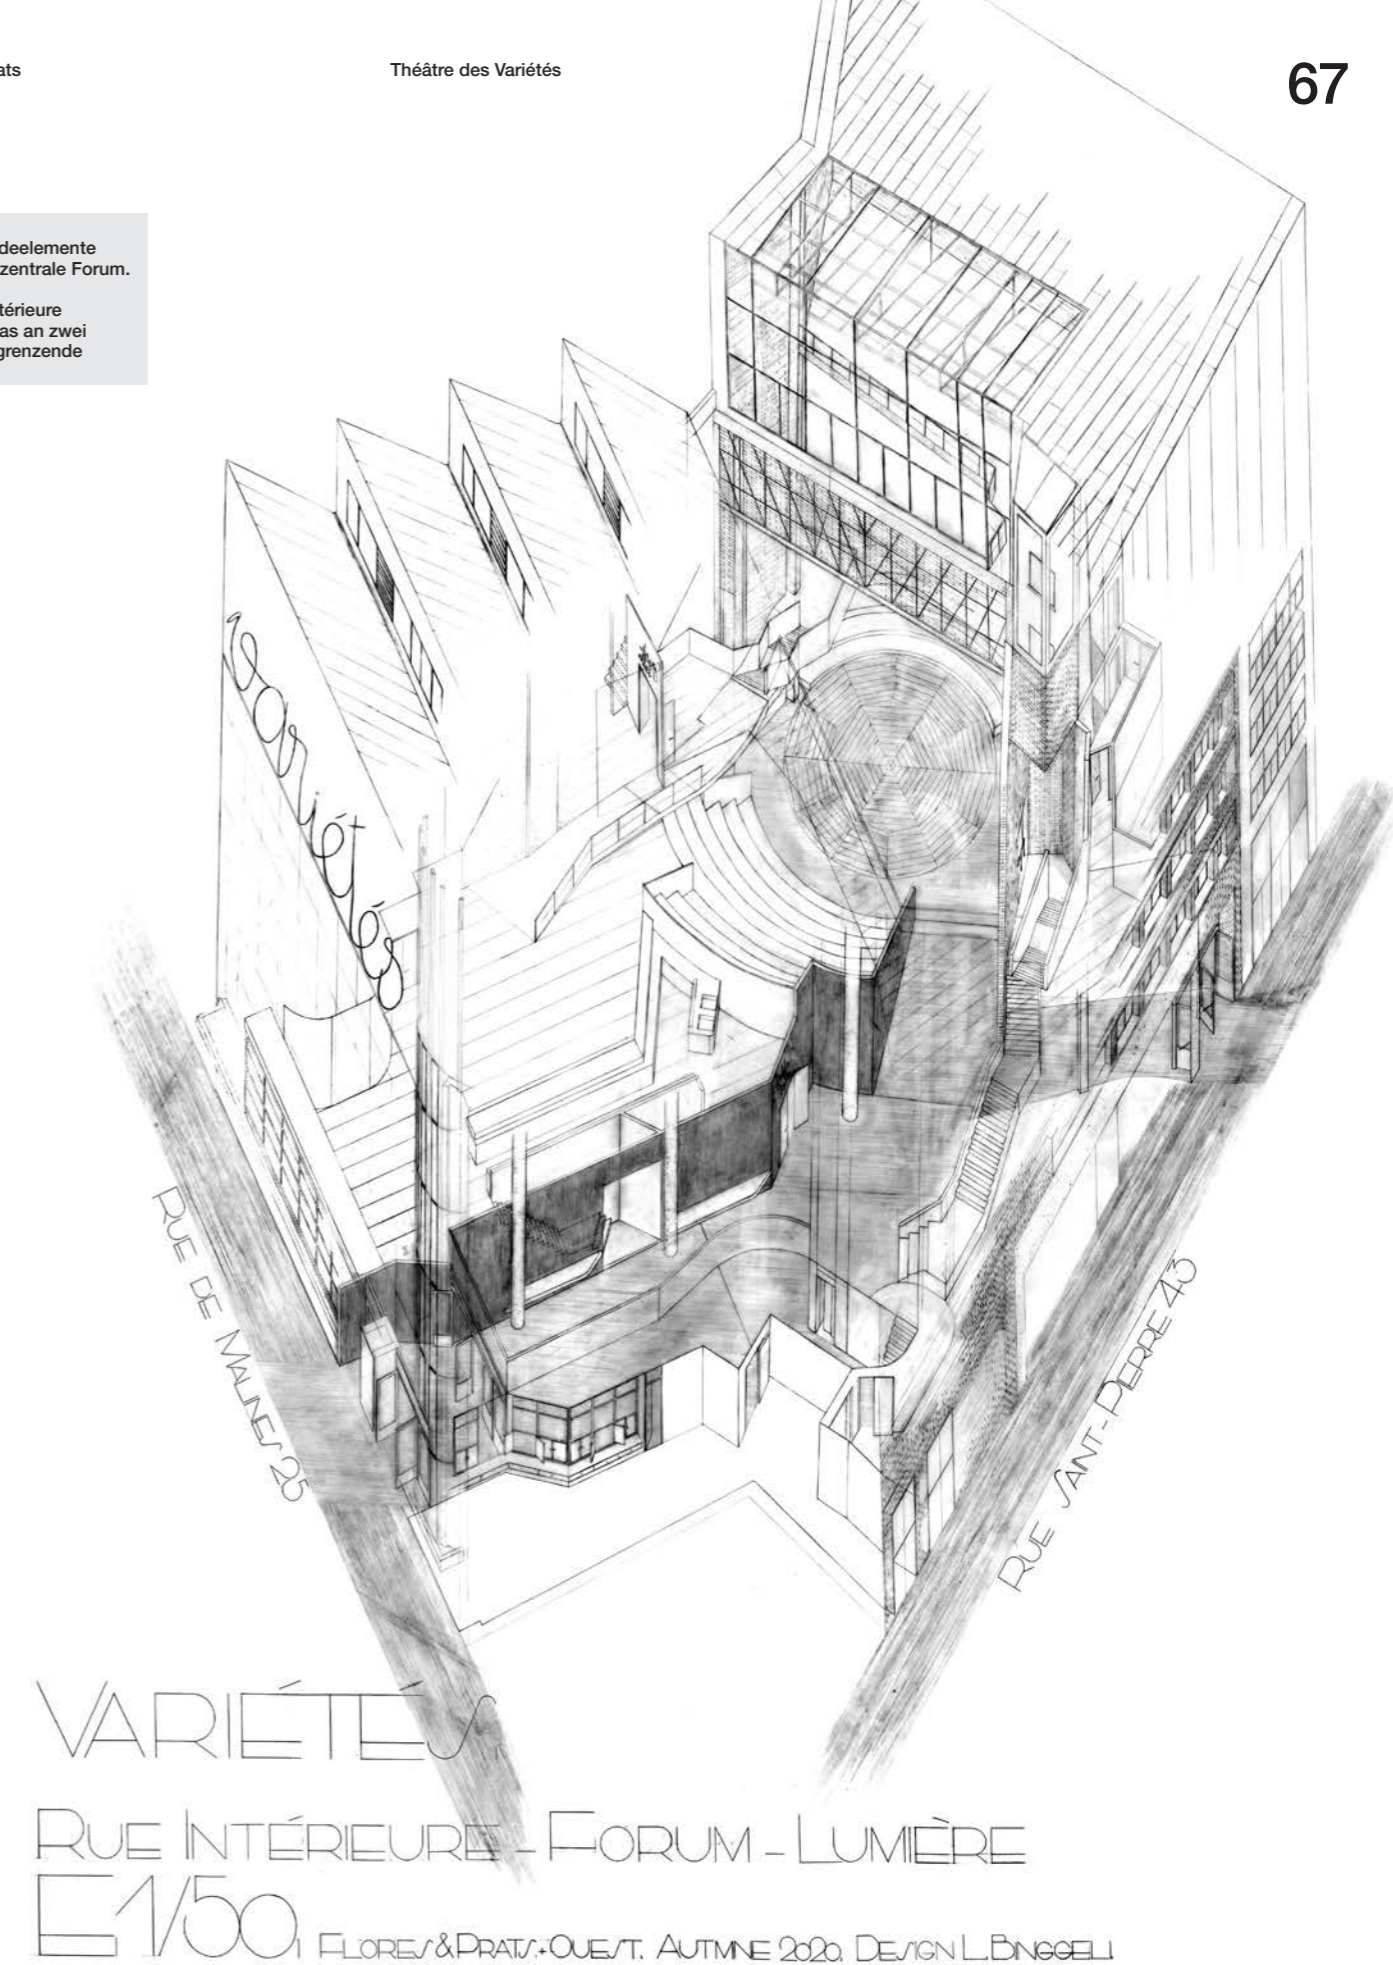 ats
Théâtre des Variétés
67
deelemente
zentrale Forum.
térieure
as an zwei
grenzende
variétés
RUE DE MALINES 25
RUE SAINT-PIERRE 43
VARIÉTÉS
RUE INTÉRIEURE - FORUM - LUMIÈRE
E 1/50, FLORES & PRATS + OUEST. AUTMNE 2020. DESIGN L. BINGGELI